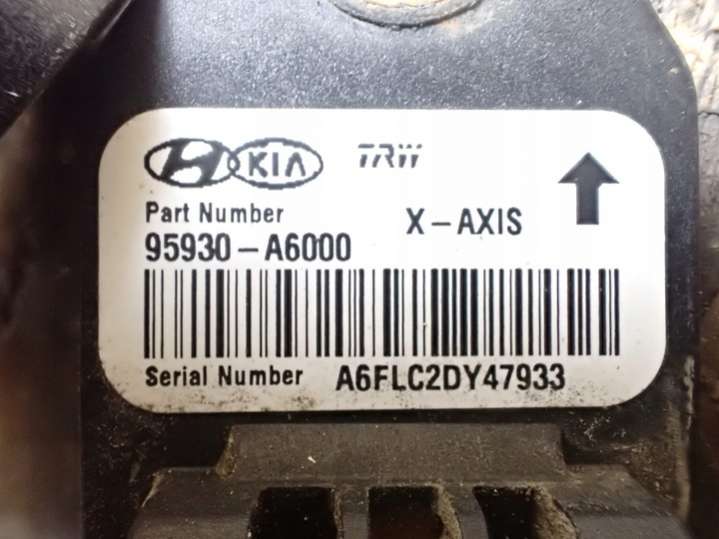 H KIA TRW
Part Number
X-AXIS
95930-A6000
Serial Number A6FLC2DY47933